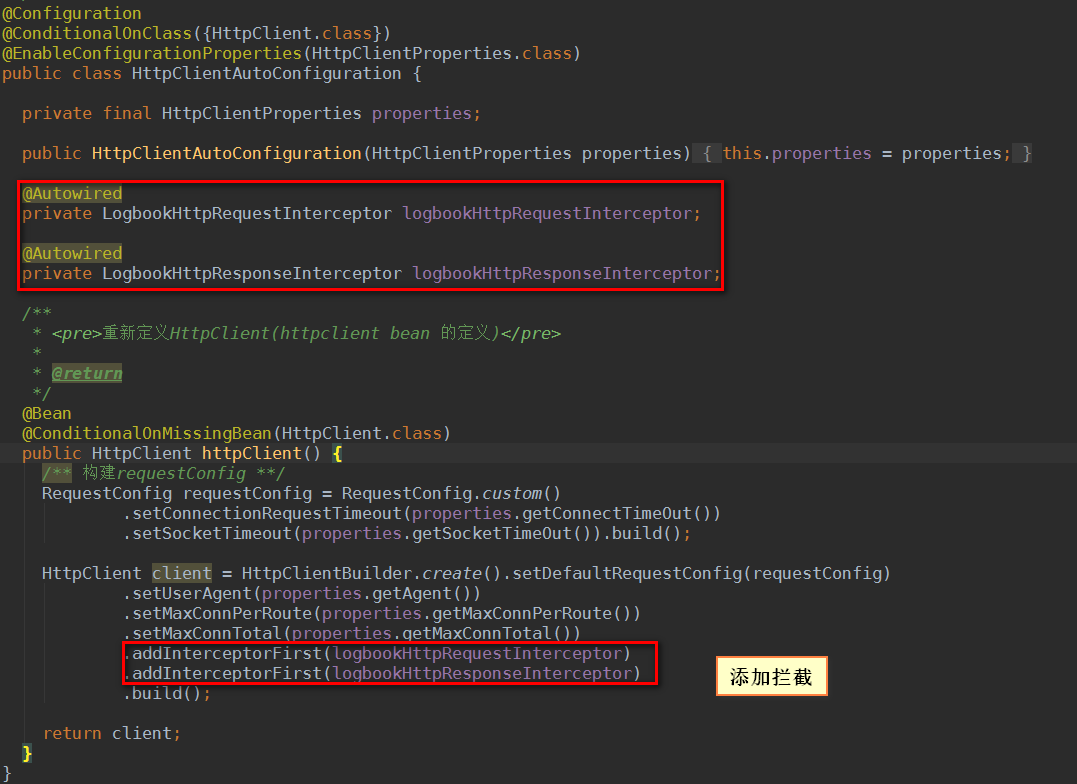 @Configuration
@ConditionalOnClass({HttpClient.class})
@EnableConfigurationProperties(HttpClientProperties.class)
public class HttpClientAutoConfiguration {
private final HttpClientProperties properties;
public HttpClientAutoConfiguration(HttpClientProperties properties) { this.properties = properties; }
@Autowired
private LogbookHttpRequestInterceptor logbookHttpRequestInterceptor;
@Autowired
private LogbookHttpResponseInterceptor logbookHttpResponseInterceptor;
/**
* <pre>重新定义HttpClient(httpclient bean 的定义)</pre>
*
* @return
*/
@Bean
@ConditionalOnMissingBean(HttpClient.class)
public HttpClient httpClient() {
/** 构建requestConfig **/
RequestConfig requestConfig = RequestConfig.custom()
.setConnectionRequestTimeout(properties.getConnectTimeOut())
.setSocketTimeout(properties.getSocketTimeOut()).build();
HttpClient client = HttpClientBuilder.create().setDefaultRequestConfig(requestConfig)
.setUserAgent(properties.getAgent())
.setMaxConnPerRoute(properties.getMaxConnPerRoute())
.setMaxConnTotal(properties.getMaxConnTotal())
.addInterceptorFirst(logbookHttpRequestInterceptor)
.addInterceptorFirst(logbookHttpResponseInterceptor)
添加拦截
.build();
return client;
}
}